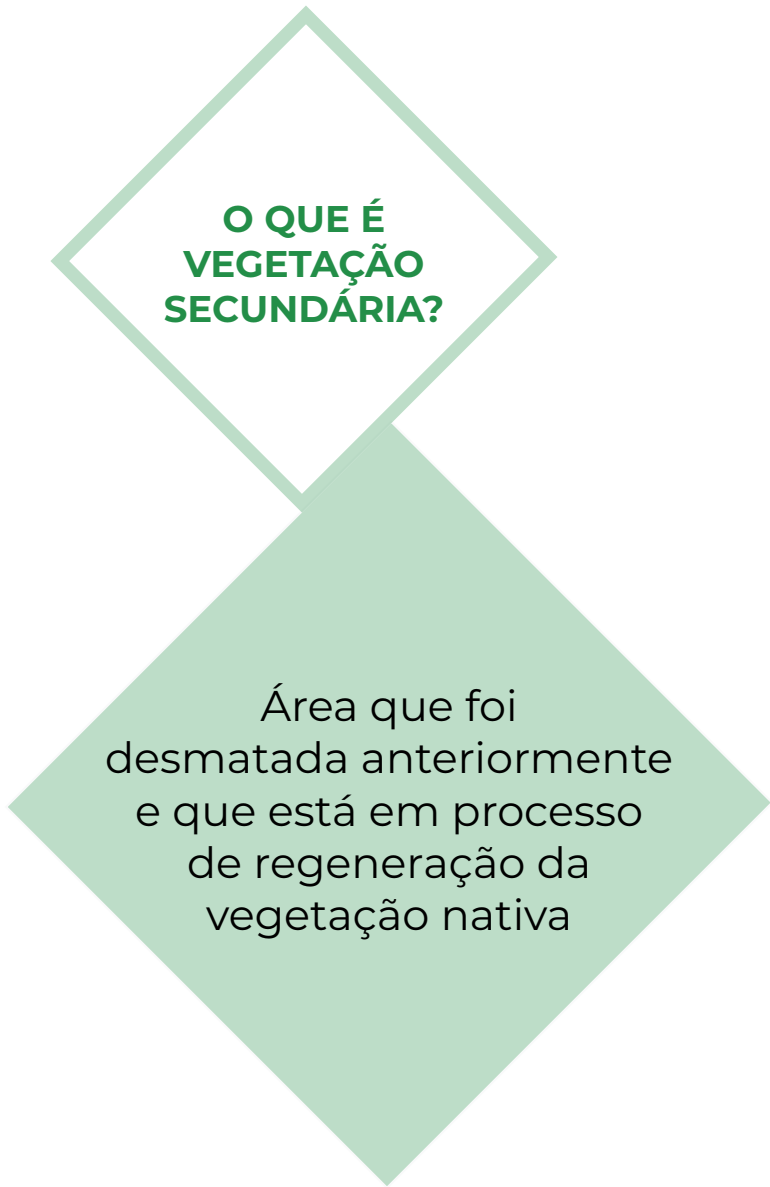 O QUE É
VEGETAÇÃO
SECUNDÁRIA?
Área que foi
desmatada anteriormente
e que está em processo
de regeneração da
vegetação nativa